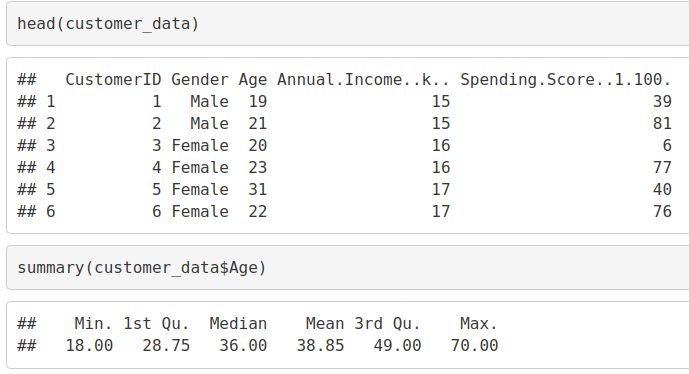 head(customer_data)
##   CustomerID Gender Age Annual.Income..k.. Spending.Score..1.100.
## 1          1   Male  19                 15                     39
## 2          2   Male  21                 15                     81
## 3          3 Female  20                 16                      6
## 4          4 Female  23                 16                     77
## 5          5 Female  31                 17                     40
## 6          6 Female  22                 17                     76
summary(customer_data$Age)
##    Min. 1st Qu.  Median    Mean 3rd Qu.    Max.
##   18.00   28.75   36.00   38.85   49.00   70.00